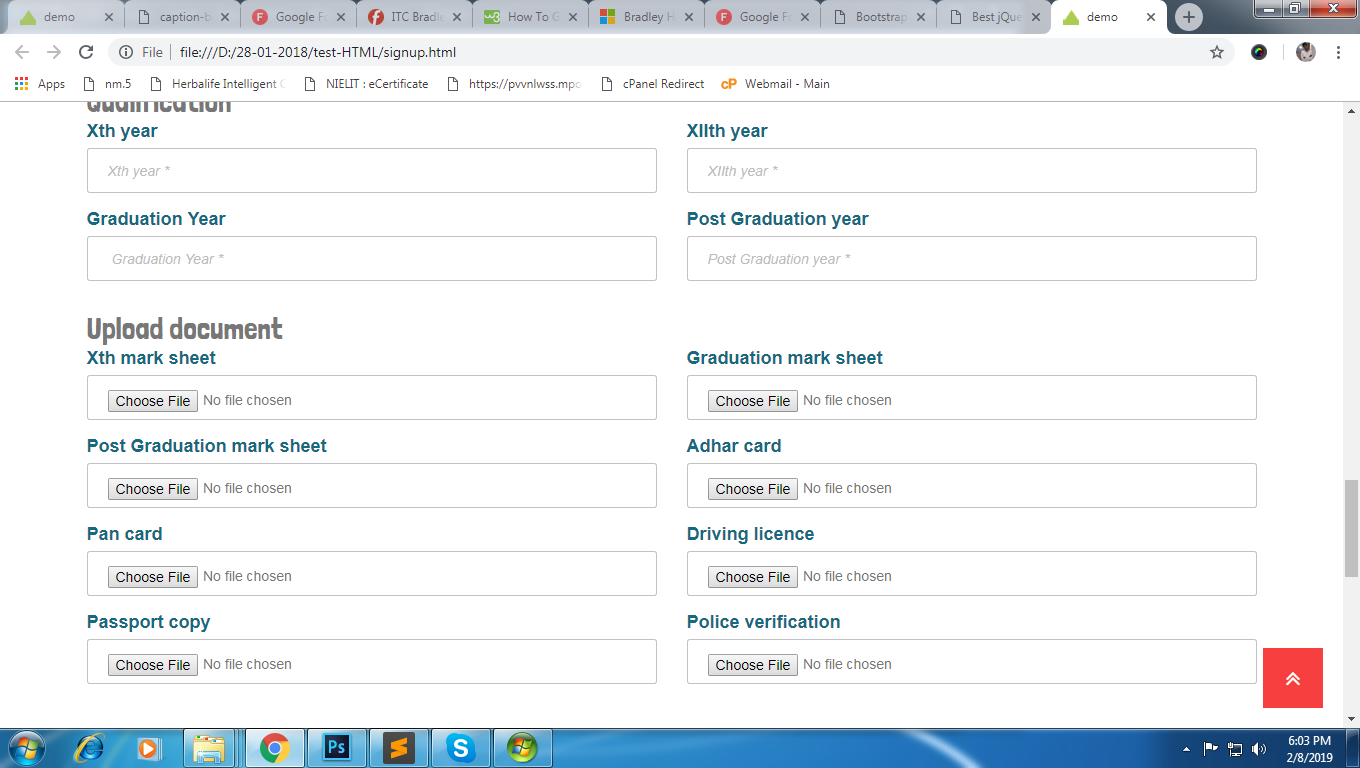 demo
caption-b
Google Fo
ITC Bradle
How To G
Bradley H
Google Fo
Bootstrap
Best jQue
demo
File file:///D:/28-01-2018/test-HTML/signup.html
Apps nm.5 Herbalife Intelligent NIELIT : eCertificate https://pvvnlwss.mpc cPanel Redirect cP Webmail - Main
Qualification
Xth year XIIth year
Xth year * XIIth year *
Graduation Year Post Graduation year
Graduation Year * Post Graduation year *
Upload document
Xth mark sheet Graduation mark sheet
Choose File No file chosen Choose File No file chosen
Post Graduation mark sheet Adhar card
Choose File No file chosen Choose File No file chosen
Pan card Driving licence
Choose File No file chosen Choose File No file chosen
Passport copy Police verification
Choose File No file chosen Choose File No file chosen
Ps
6:03 PM
2/8/2019